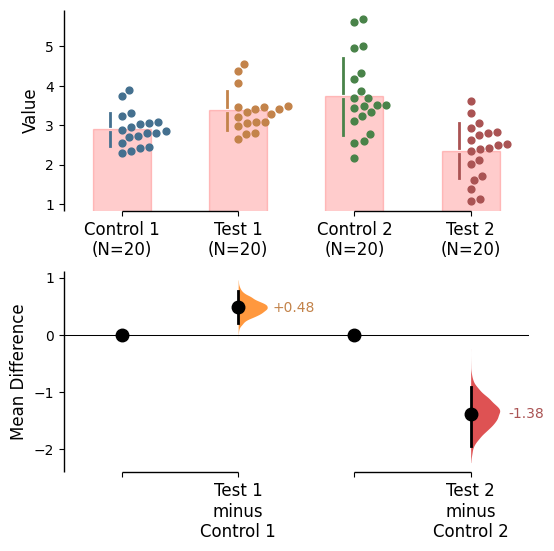 Value
5
4
3
2
1
Control 1 Test 1 Control 2 Test 2
(N=20) (N=20) (N=20) (N=20)
Mean Difference
1
0
−1
−2
+0.48
-1.38
Test 1
minus
Control 1
Test 2
minus
Control 2